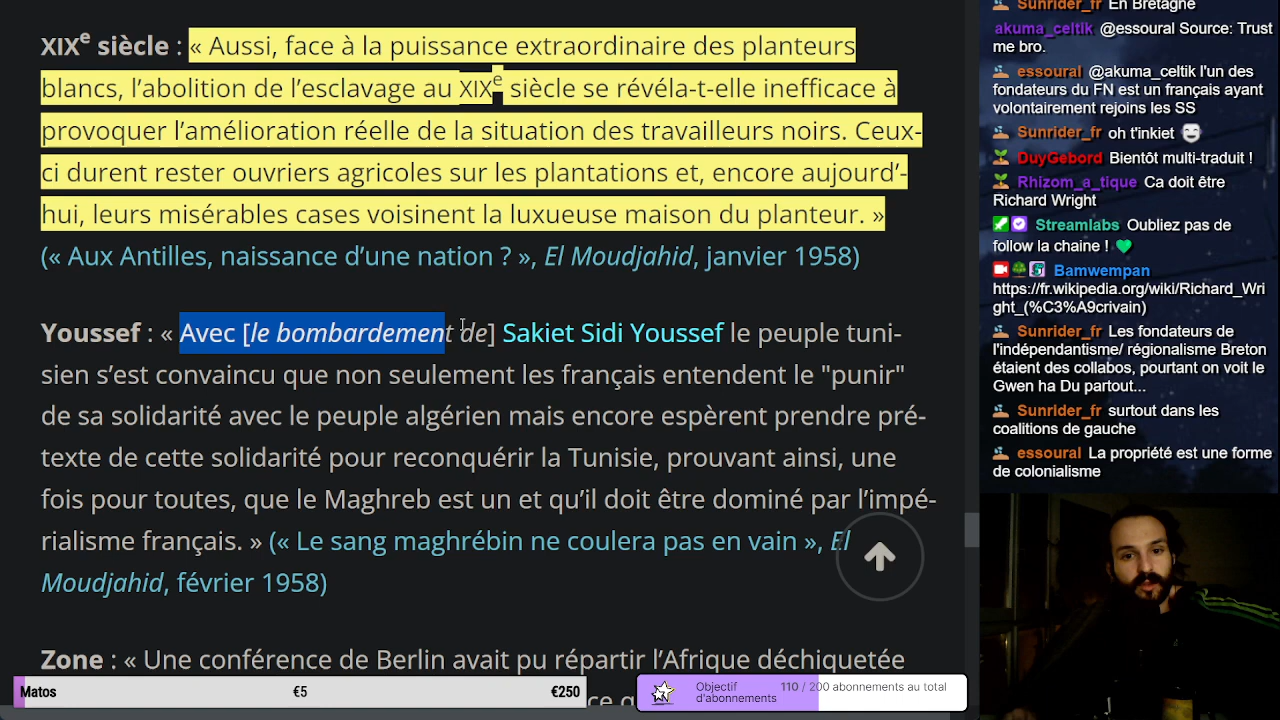 XIXe siècle : « Aussi, face à la puissance extraordinaire des planteurs
blancs, l’abolition de l’esclavage au XIXe siècle se révéla-t-elle inefficace à
provoquer l’amélioration réelle de la situation des travailleurs noirs. Ceux-
ci durent rester ouvriers agricoles sur les plantations et, encore aujourd’-
hui, leurs misérables cases voisinent la luxueuse maison du planteur. »
(« Aux Antilles, naissance d’une nation ? », El Moudjahid, janvier 1958)
Youssef : « Avec [le bombardement de] Sakiet Sidi Youssef le peuple tuni-
sien s’est convaincu que non seulement les français entendent le "punir"
de sa solidarité avec le peuple algérien mais encore espèrent prendre pré-
texte de cette solidarité pour reconquérir la Tunisie, prouvant ainsi, une
fois pour toutes, que le Maghreb est un et qu’il doit être dominé par l’impé-
rialisme français. » (« Le sang maghrébin ne coulera pas en vain », El
Moudjahid, février 1958)
Zone : « Une conférence de Berlin avait pu répartir l’Afrique déchiquetée
Matos €5 €250
Objectif
d'abonnements
110 / 200 abonnements au total
Sunrider_fr En Bretagne
akuma_celtik @essoural Source: Trust
me bro.
essoural @akuma_celtik l'un des
fondateurs du FN est un français ayant
volontairement rejoins les SS
Sunrider_fr oh t'inkiet
DuyGebord Bientôt multi-traduit !
Rhizom_a_tique Ca doit être
Richard Wright
Streamlabs Oubliez pas de
follow la chaine !
Bamwempan
https://fr.wikipedia.org/wiki/Richard_Wri
ght_(%C3%A9crivain)
Sunrider_fr Les fondateurs de
l'indépendantisme/ régionalisme Breton
étaient des collabos, pourtant on voit le
Gwen ha Du partout...
Sunrider_fr surtout dans les
coalitions de gauche
essoural La propriété est une forme
de colonialisme